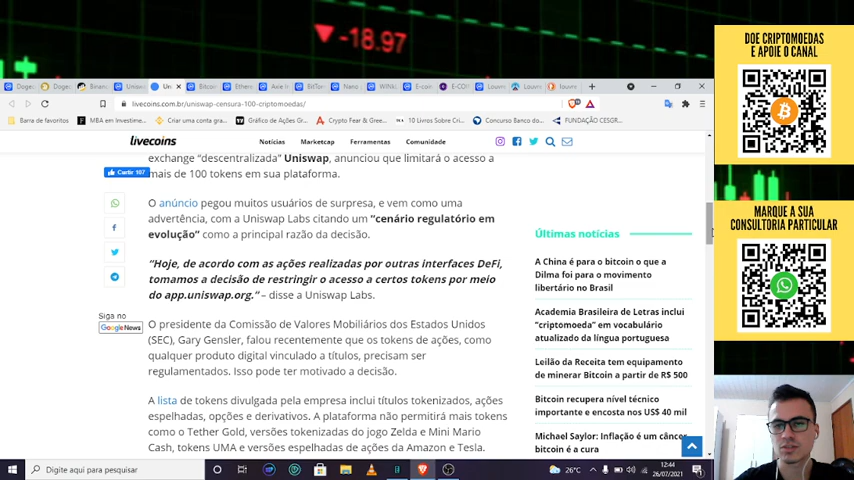 -18.97
DOE CRIPTOMOEDAS
E APOIE O CANAL
MARQUE A SUA
CONSULTORIA PARTICULAR
livecoins.com.br/uniswap-censura-100-criptomoedas/
Barra de favoritos
MBA em Investime...
Criar uma conta gra...
Gráfico de Ações Gr...
Crypto Fear & Gree...
10 Livros Sobre Cri...
Concurso Banco do...
FUNDAÇÃO CESGR...
livecoins
Notícias
Marketcap
Ferramentas
Comunidade
exchange “descentralizada” Uniswap, anunciou que limitará o acesso a
Curtir 107
mais de 100 tokens em sua plataforma.
O anúncio pegou muitos usuários de surpresa, e vem como uma
advertência, com a Uniswap Labs citando um “cenário regulatório em
evolução” como a principal razão da decisão.
“Hoje, de acordo com as ações realizadas por outras interfaces DeFi,
tomamos a decisão de restringir o acesso a certos tokens por meio
do app.uniswap.org.” – disse a Uniswap Labs.
Siga no
Google News
O presidente da Comissão de Valores Mobiliários dos Estados Unidos
(SEC), Gary Gensler, falou recentemente que os tokens de ações, como
qualquer produto digital vinculado a títulos, precisam ser
regulamentados. Isso pode ter motivado a decisão.
A lista de tokens divulgada pela empresa inclui títulos tokenizados, ações
espelhadas, opções e derivativos. A plataforma não permitirá mais tokens
como o Tether Gold, versões tokenizadas do jogo Zelda e Mini Mario
Cash, tokens UMA e versões espelhadas de ações da Amazon e Tesla.
Últimas notícias
A China é para o bitcoin o que a
Dilma foi para o movimento
libertário no Brasil
Academia Brasileira de Letras inclui
“criptomoeda” em vocabulário
atualizado da língua portuguesa
Leilão da Receita tem equipamento
de minerar Bitcoin a partir de R$ 500
Bitcoin recupera nível técnico
importante e encosta nos US$ 40 mil
Michael Saylor: Inflação é um cânce
bitcoin é a cura
Digite aqui para pesquisar
26°C
12:44
26/07/2021